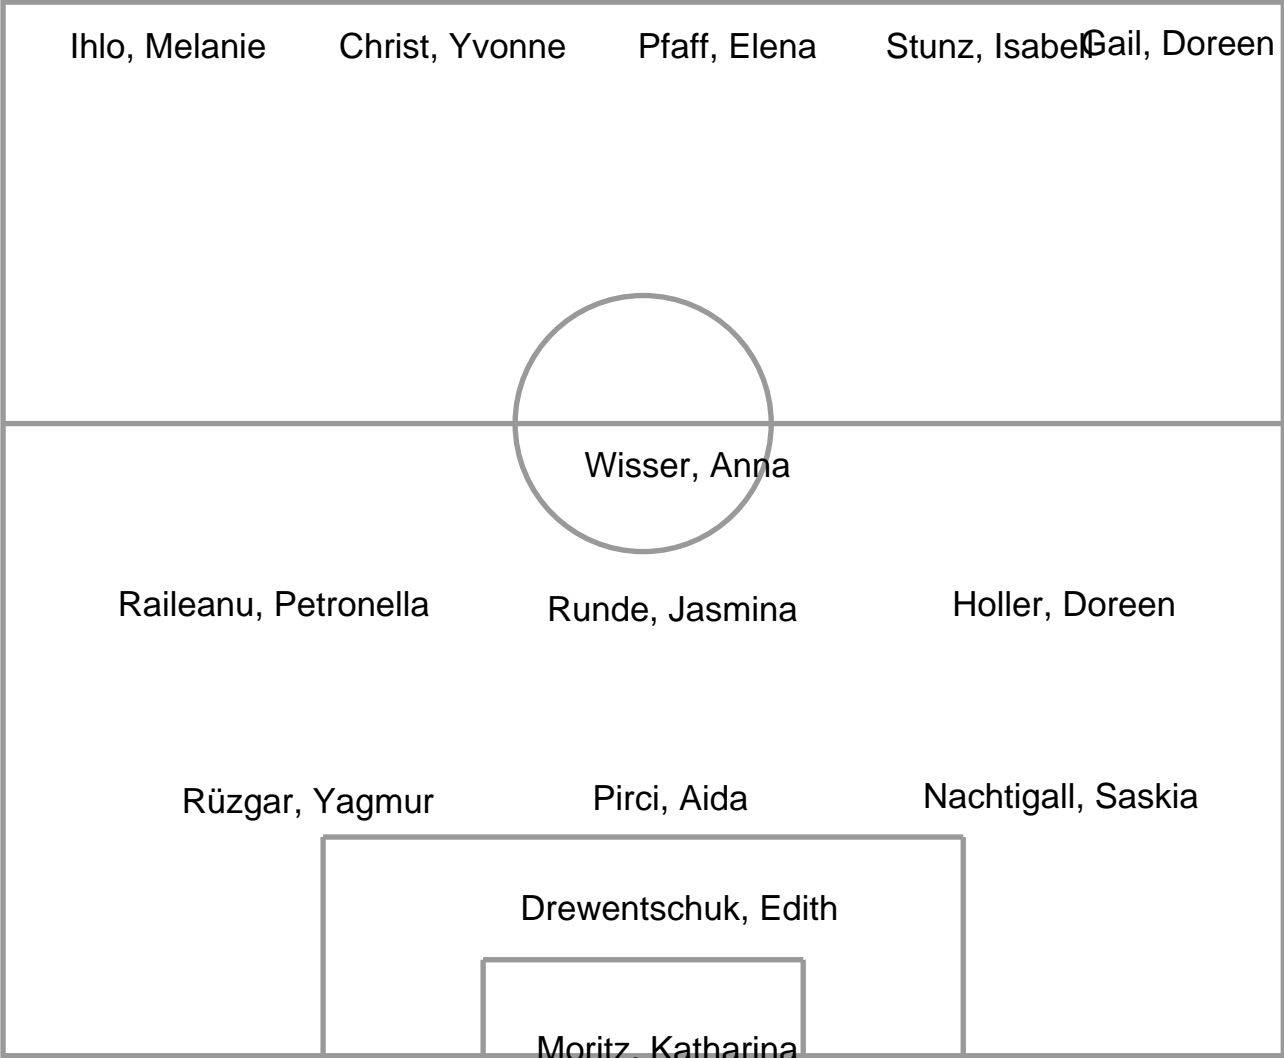 Ihlo, Melanie Christ, Yvonne Pfaff, Elena Stunz, Isabell Gail, Doreen
Wisser, Anna
Raileanu, Petronella Runde, Jasmina Holler, Doreen
Rüzgar, Yagmur Pirci, Aida Nachtigall, Saskia
Drewentschuk, Edith
Moritz, Katharina